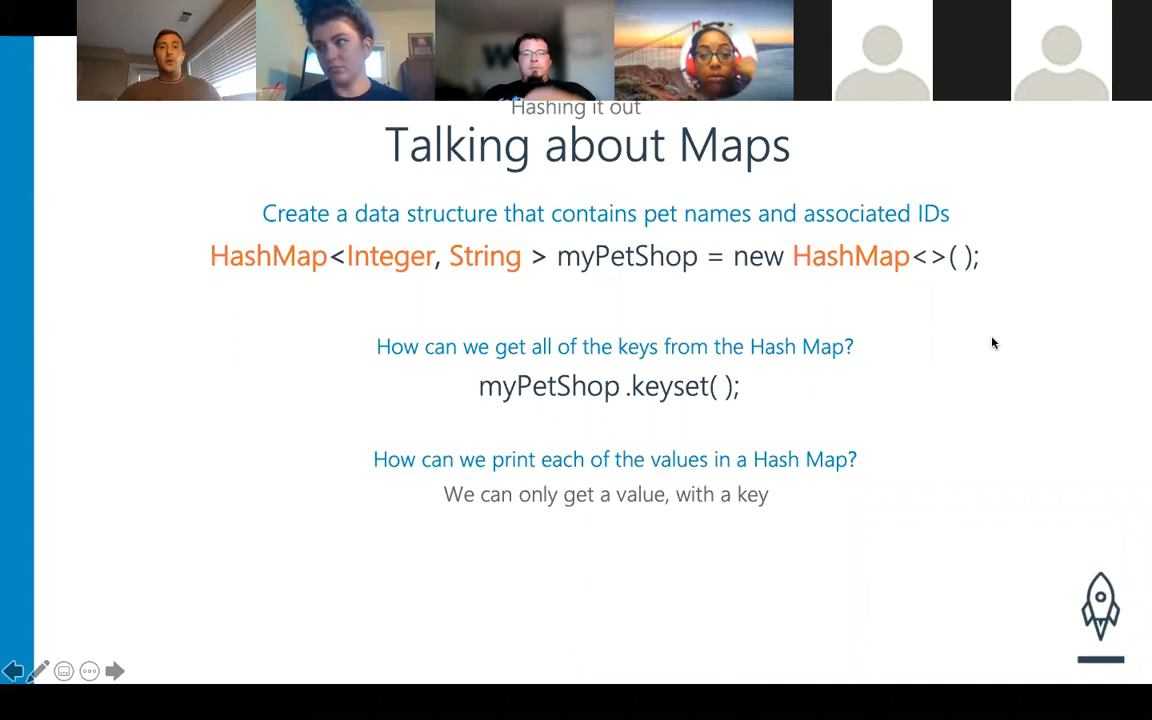 Hashing it out
Talking about Maps
Create a data structure that contains pet names and associated IDs
HashMap<Integer, String > myPetShop = new HashMap<>( );
How can we get all of the keys from the Hash Map?
myPetShop .keyset( );
How can we print each of the values in a Hash Map?
We can only get a value, with a key